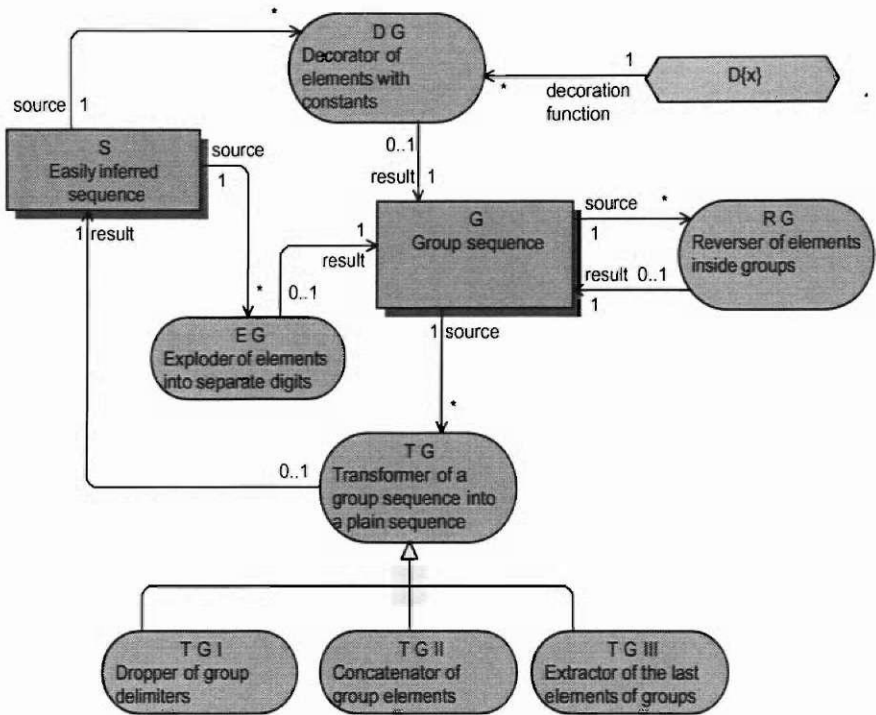 *
D G
Decorator of
elements with
constants
1
D{x}
*
decoration
function
source 1
S
Easily inferred
sequence
source
1
0..1
result 1
1 result
G
Group sequence
source *
1
R G
Reverser of elements
inside groups
result 0..1
1
1
result
*
0..1
E G
Exploder of elements
into separate digits
1 source
*
0..1
T G
Transformer of a
group sequence into
a plain sequence
T G I
Dropper of group
delimiters
T G II
Concatenator of
group elements
T G III
Extractor of the last
elements of groups